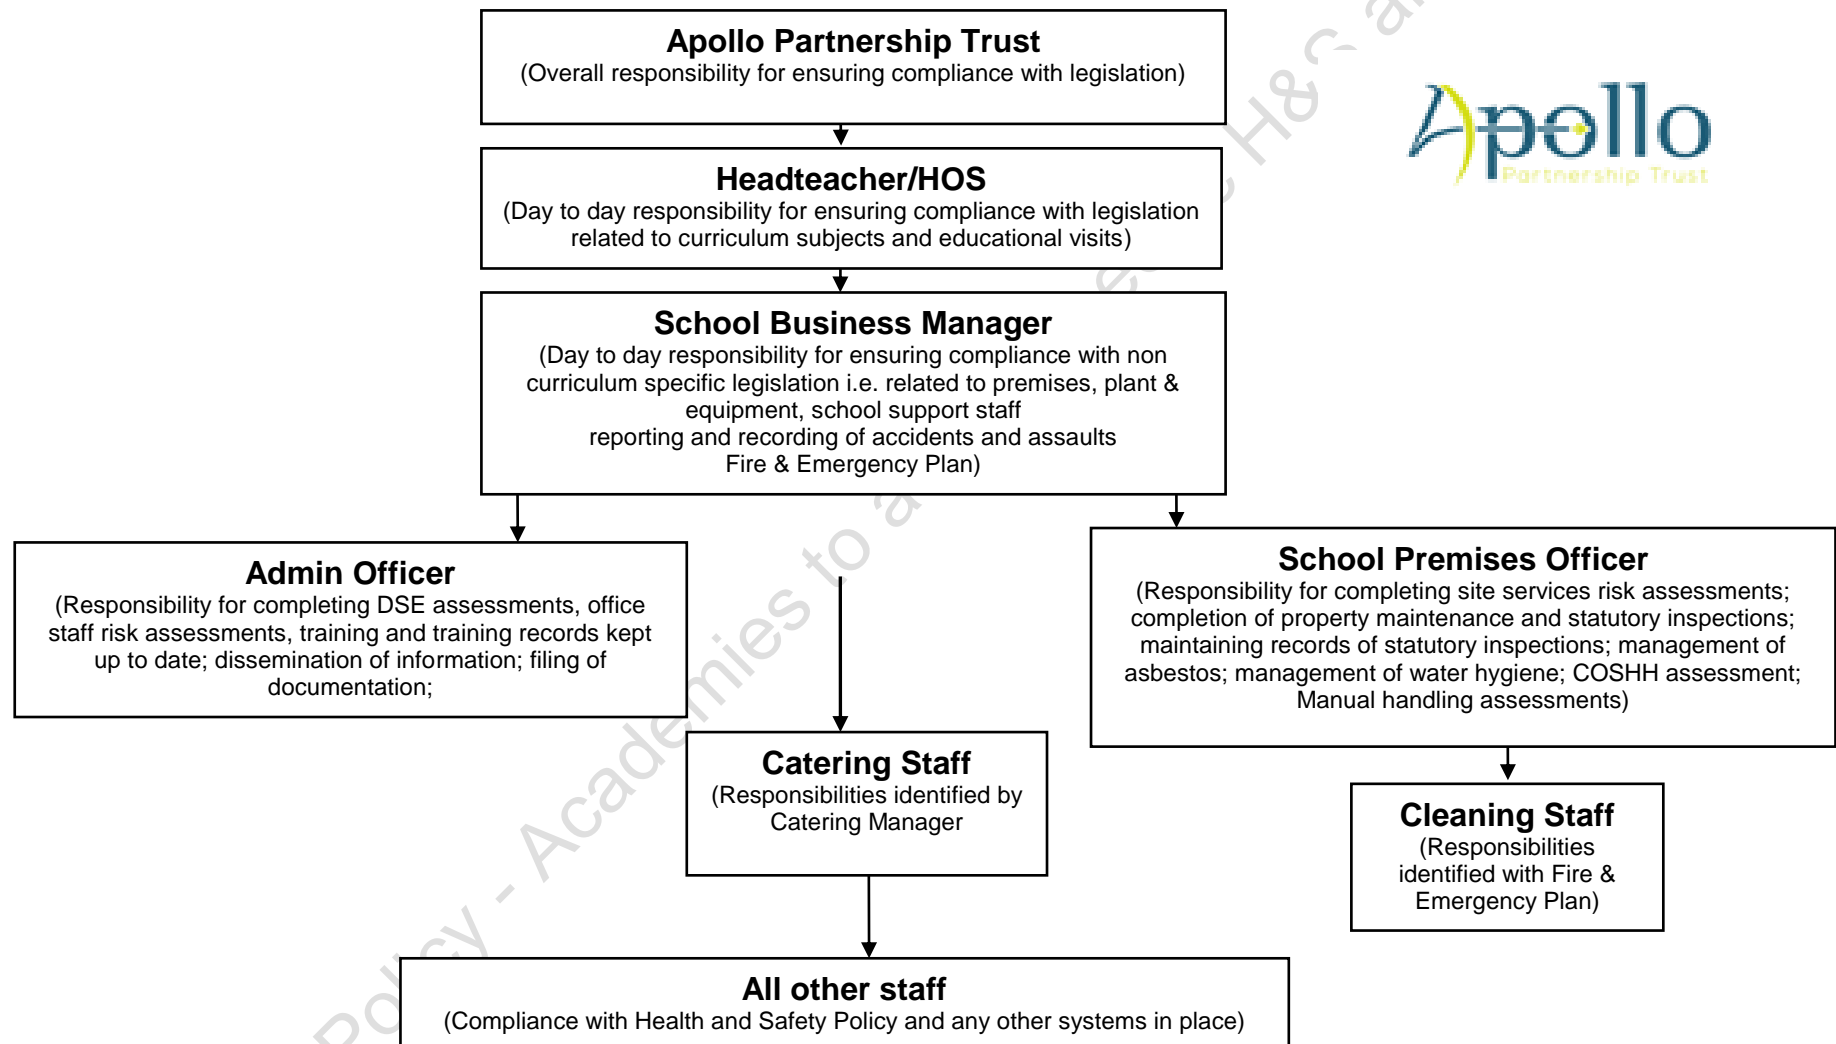 Apollo Partnership Trust
(Overall responsibility for ensuring compliance with legislation)
Apollo
Partnership Trust
Headteacher/HOS
(Day to day responsibility for ensuring compliance with legislation
related to curriculum subjects and educational visits)
School Business Manager
(Day to day responsibility for ensuring compliance with non
curriculum specific legislation i.e. related to premises, plant &
equipment, school support staff
reporting and recording of accidents and assaults
Fire & Emergency Plan)
Admin Officer
(Responsibility for completing DSE assessments, office
staff risk assessments, training and training records kept
up to date; dissemination of information; filing of
documentation;
School Premises Officer
(Responsibility for completing site services risk assessments;
completion of property maintenance and statutory inspections;
maintaining records of statutory inspections; management of
asbestos; management of water hygiene; COSHH assessment;
Manual handling assessments)
Catering Staff
(Responsibilities identified by
Catering Manager
Cleaning Staff
(Responsibilities
identified with Fire &
Emergency Plan)
All other staff
(Compliance with Health and Safety Policy and any other systems in place)
Policy - Academies to
H&S